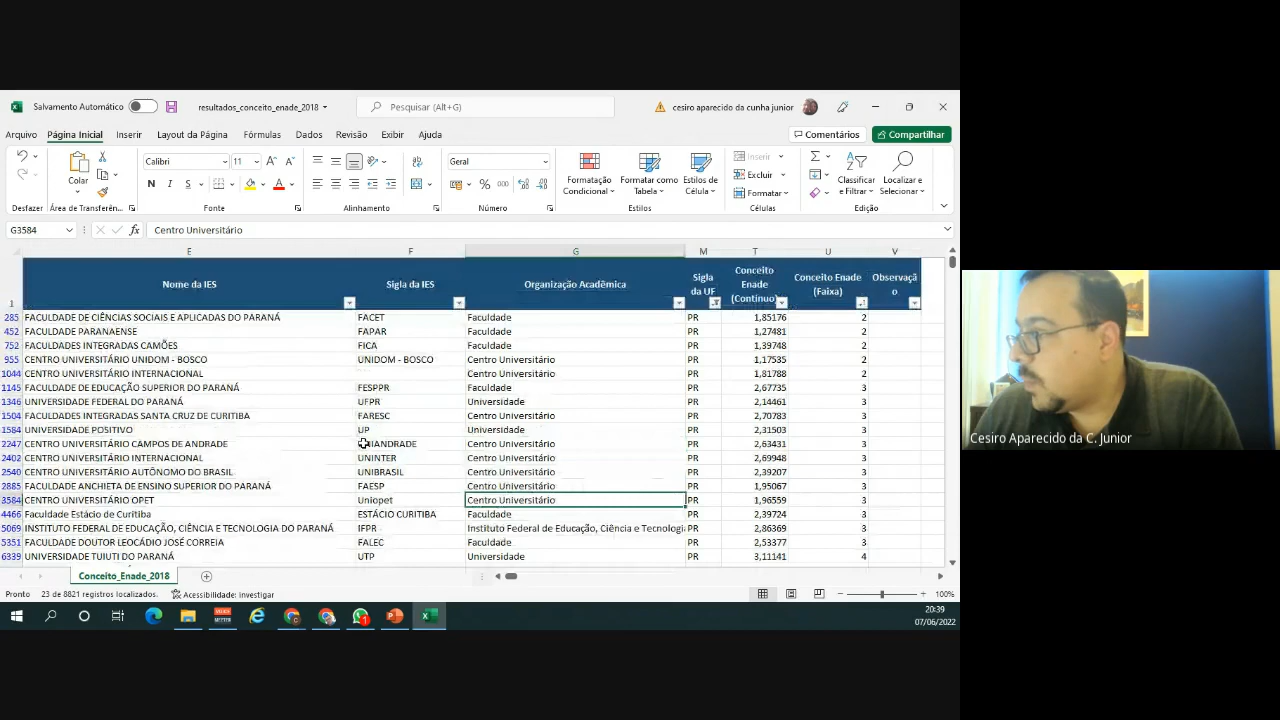 Salvamento Automático resultados_conceito_enade_2018 Pesquisar (Alt+G) cesiro aparecido da cunha junior
Arquivo Página Inicial Inserir Layout da Página Fórmulas Dados Revisão Exibir Ajuda Comentários Compartilhar
Calibri 11 Geral Inserir
Colar N I S A % 000 Formatação Condicional Formatar como Tabela Estilos de Célula Excluir Formatar Classificar e Filtrar Localizar e Selecionar
Desfazer Área de Transferên... Fonte Alinhamento Número Estilos Células Edição
G3584 fx Centro Universitário
E F G M T U V
1 Nome da IES Sigla da IES Organização Acadêmica Sigla da UF Conceito Enade (Contínuo) Conceito Enade (Faixa) Observação
285 FACULDADE DE CIÊNCIAS SOCIAIS E APLICADAS DO PARANÁ FACET Faculdade PR 1,85176 2
452 FACULDADE PARANAENSE FAPAR Faculdade PR 1,27481 2
752 FACULDADES INTEGRADAS CAMÕES FICA Faculdade PR 1,39748 2
955 CENTRO UNIVERSITÁRIO UNIDOM - BOSCO UNIDOM - BOSCO Centro Universitário PR 1,17535 2
1044 CENTRO UNIVERSITÁRIO INTERNACIONAL Centro Universitário PR 1,81788 2
1145 FACULDADE DE EDUCAÇÃO SUPERIOR DO PARANÁ FESPPR Faculdade PR 2,67735 3
1346 UNIVERSIDADE FEDERAL DO PARANÁ UFPR Universidade PR 2,14461 3
1504 FACULDADES INTEGRADAS SANTA CRUZ DE CURITIBA FARESC Centro Universitário PR 2,70783 3
1584 UNIVERSIDADE POSITIVO UP Universidade PR 2,31503 3
2247 CENTRO UNIVERSITÁRIO CAMPOS DE ANDRADE UNIANDRADE Centro Universitário PR 2,63431 3
2402 CENTRO UNIVERSITÁRIO INTERNACIONAL UNINTER Centro Universitário PR 2,69948 3
2540 CENTRO UNIVERSITÁRIO AUTÔNOMO DO BRASIL UNIBRASIL Centro Universitário PR 2,39207 3
2885 FACULDADE ANCHIETA DE ENSINO SUPERIOR DO PARANÁ FAESP Centro Universitário PR 1,95067 3
3584 CENTRO UNIVERSITÁRIO OPET Uniopet Centro Universitário PR 1,96559 3
4466 Faculdade Estácio de Curitiba ESTÁCIO CURITIBA Faculdade PR 2,39724 3
5069 INSTITUTO FEDERAL DE EDUCAÇÃO, CIÊNCIA E TECNOLOGIA DO PARANÁ IFPR Instituto Federal de Educação, Ciência e Tecnologi PR 2,86369 3
5351 FACULDADE DOUTOR LEOCÁDIO JOSÉ CORREIA FALEC Faculdade PR 2,53377 3
6339 UNIVERSIDADE TUIUTI DO PARANÁ UTP Universidade PR 3,11141 4
Conceito_Enade_2018
Pronto 23 de 8821 registros localizados. Acessibilidade: investigar 100%
20:39
07/06/2022
Cesiro Aparecido da C. Junior